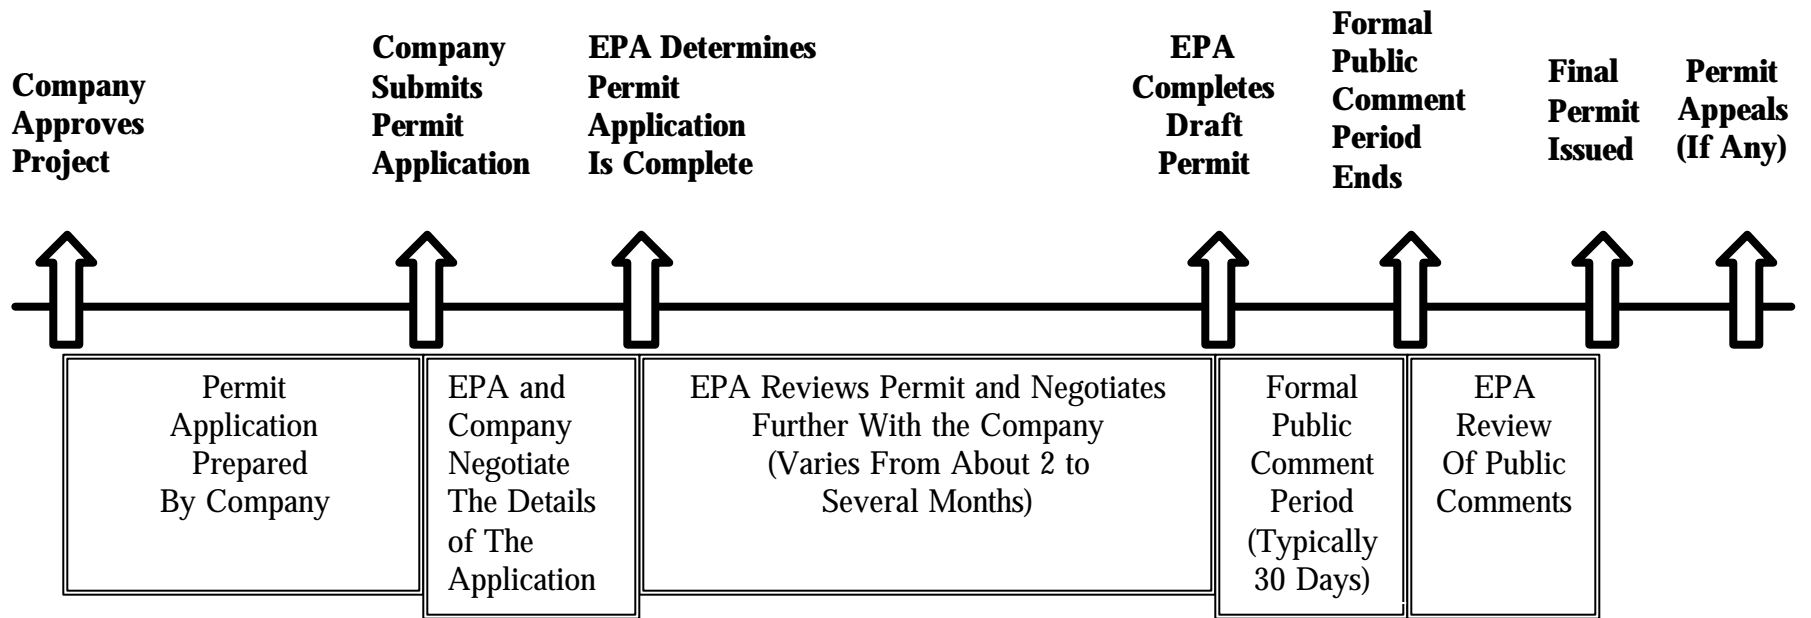 Company
Approves
Project
Company
Submits
Permit
Application
EPA Determines
Permit
Application
Is Complete
EPA
Completes
Draft
Permit
Formal
Public
Comment
Period
Ends
Final
Permit
Issued
Permit
Appeals
(If Any)
Permit
Application
Prepared
By Company
EPA and
Company
Negotiate
The Details
of The
Application
EPA Reviews Permit and Negotiates
Further With the Company
(Varies From About 2 to
Several Months)
Formal
Public
Comment
Period
(Typically
30 Days)
EPA
Review
Of Public
Comments